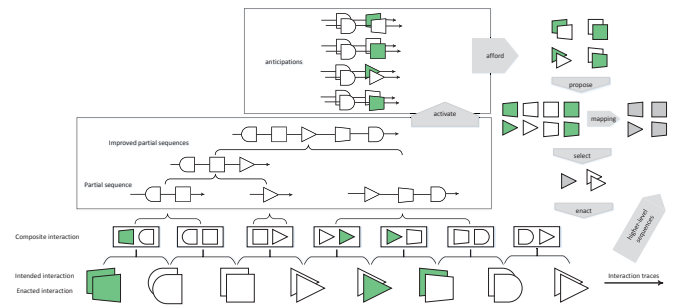 anticipations
afford
propose
mapping
activate
select
enact
higher-level
sequences
Improved partial sequences
Partial sequence
Composite interaction
Intended interaction
Enacted interaction
Interaction traces